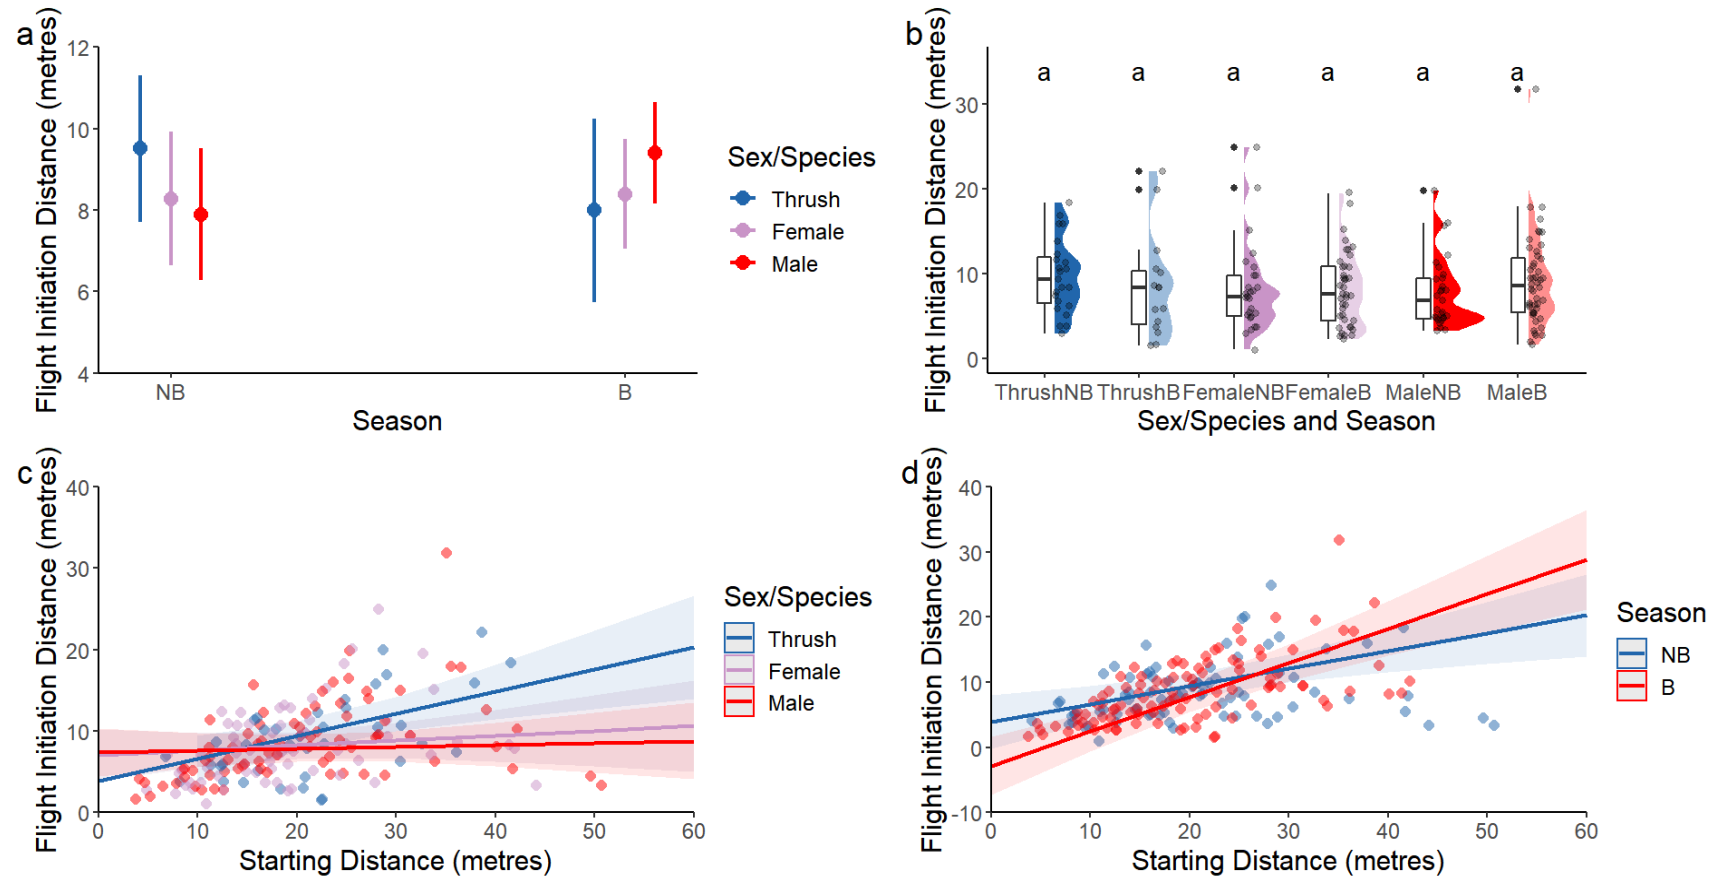 a
Flight Initiation Distance (metres)
12
10
8
6
4
NB
B
Season
Sex/Species
Thrush
Female
Male
b
Flight Initiation Distance (metres)
30
20
10
0
a a a a a a
ThrushNB ThrushB FemaleNB FemaleB MaleNB MaleB
Sex/Species and Season
c
Flight Initiation Distance (metres)
40
30
20
10
0
0 10 20 30 40 50 60
Starting Distance (metres)
Sex/Species
Thrush
Female
Male
d
Flight Initiation Distance (metres)
40
30
20
10
0
-10
0 10 20 30 40 50 60
Starting Distance (metres)
Season
NB
B